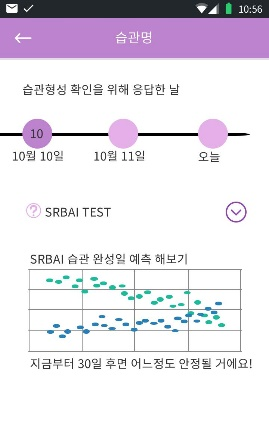 10:56
습관명
습관형성 확인을 위해 응답한 날
10
10월 10일 10월 11일 오늘
? SRBAI TEST
SRBAI 습관 완성일 예측 해보기
지금부터 30일 후면 어느정도 안정될 거에요!